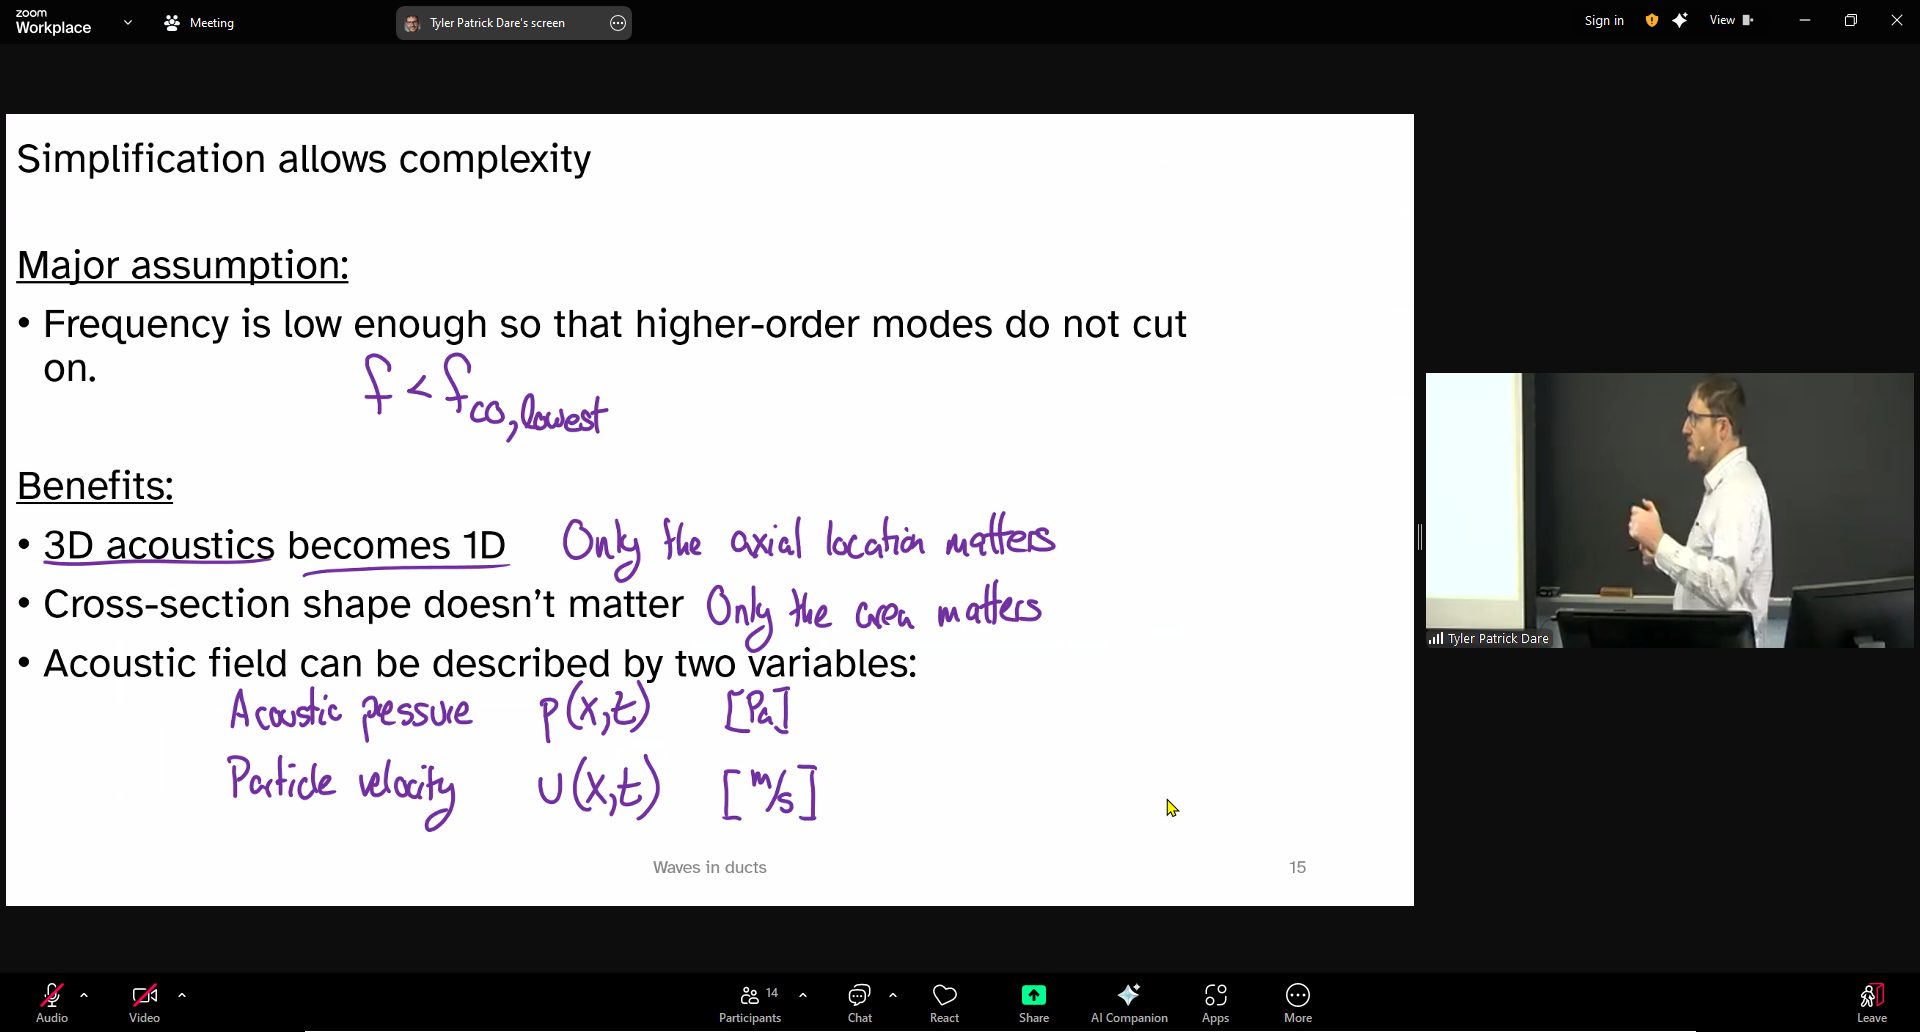 zoom
Workplace
Meeting
Tyler Patrick Dare's screen
Sign in
View
Simplification allows complexity
Major assumption:
• Frequency is low enough so that higher-order modes do not cut
on.
f < f co, lowest
Benefits:
• 3D acoustics becomes 1D Only the axial location matters
• Cross-section shape doesn't matter Only the area matters
• Acoustic field can be described by two variables:
Acoustic pressure p(x,t) [Pa]
Particle velocity u(x,t) [m/s]
Waves in ducts 15
Tyler Patrick Dare
Audio
Video
Participants 14
Chat
React
Share
AI Companion
Apps
More
Leave